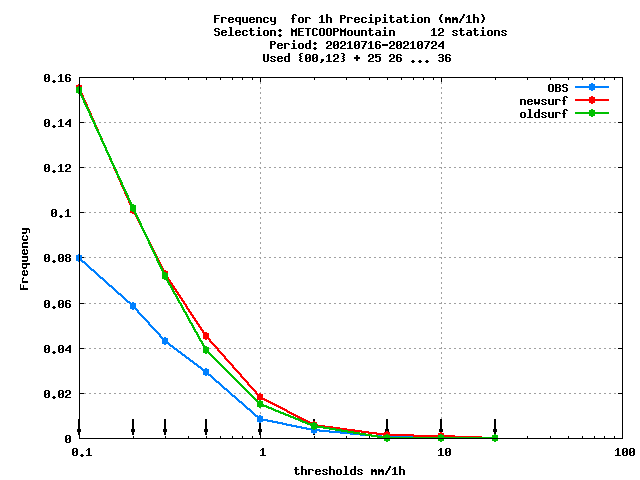 Frequency  for 1h Precipitation (mm/1h)
Selection: METCOOPMountain     12 stations
Period: 20210716-20210724
Used {00,12} + 25 26 ... 36
OBS
newsurf
oldsurf
0.16
0.14
0.12
0.1
0.08
0.06
0.04
0.02
0
Frequency
0.1 1 10 100
thresholds mm/1h